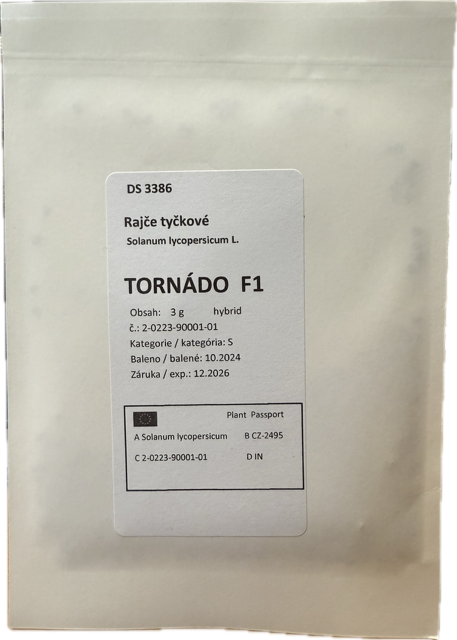 DS 3386
Rajče tyčkové
Solanum lycopersicum L.
TORNÁDO F1
Obsah: 3 g hybrid
č.: 2-0223-90001-01
Kategorie / kategória: S
Baleno / balené: 10.2024
Záruka / exp.: 12.2026
Plant Passport
A Solanum lycopersicum B CZ-2495
C 2-0223-90001-01 D IN